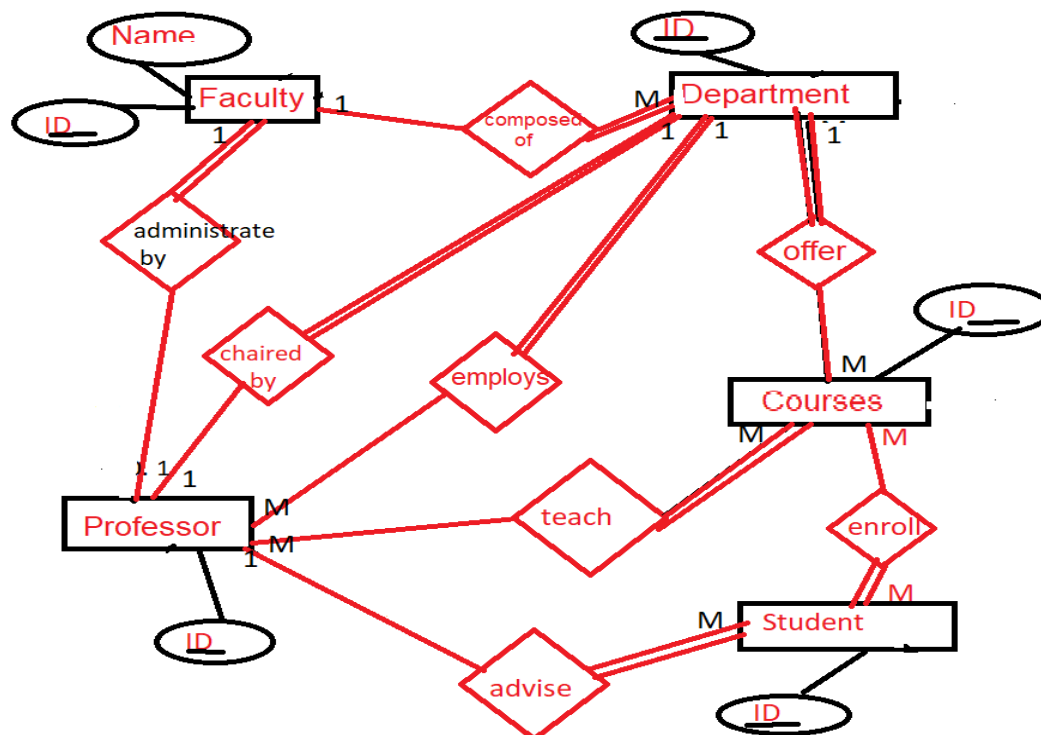 Name
ID
Faculty
1
composed
of
M
Department
ID
1
1
1
1
administrate
by
offer
ID
chaired
by
employs
M
Courses
M
M
1
1
Professor
M
M
1
teach
enroll
M
M
Student
ID
advise
ID